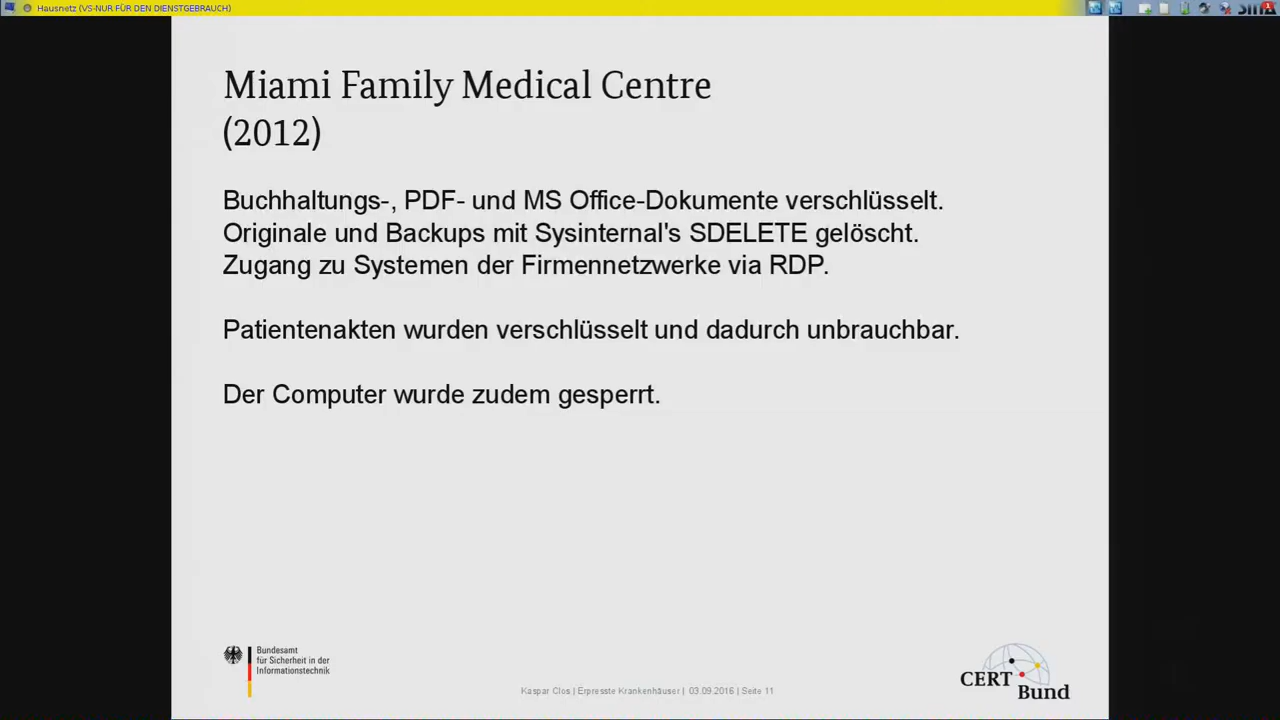 Hausnetz (VS-NUR FÜR DEN DIENSTGEBRAUCH)
Miami Family Medical Centre
(2012)
Buchhaltungs-, PDF- und MS Office-Dokumente verschlüsselt.
Originale und Backups mit Sysinternal's SDELETE gelöscht.
Zugang zu Systemen der Firmennetzwerke via RDP.
Patientenakten wurden verschlüsselt und dadurch unbrauchbar.
Der Computer wurde zudem gesperrt.
Bundesamt
für Sicherheit in der
Informationstechnik
Kaspar Clos | Erpresste Krankenhäuser | 03.09.2016 | Seite 11
CERT
Bund